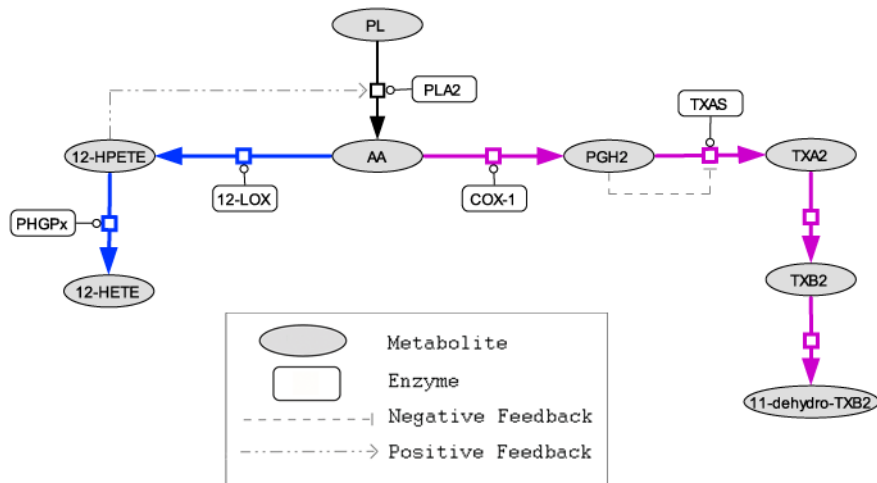 PL
PLA2
TXAS
12-HPETE
AA
PGH2
TXA2
12-LOX
COX-1
PHGPx
12-HETE
TXB2
11-dehydro-TXB2
Metabolite
Enzyme
Negative Feedback
Positive Feedback